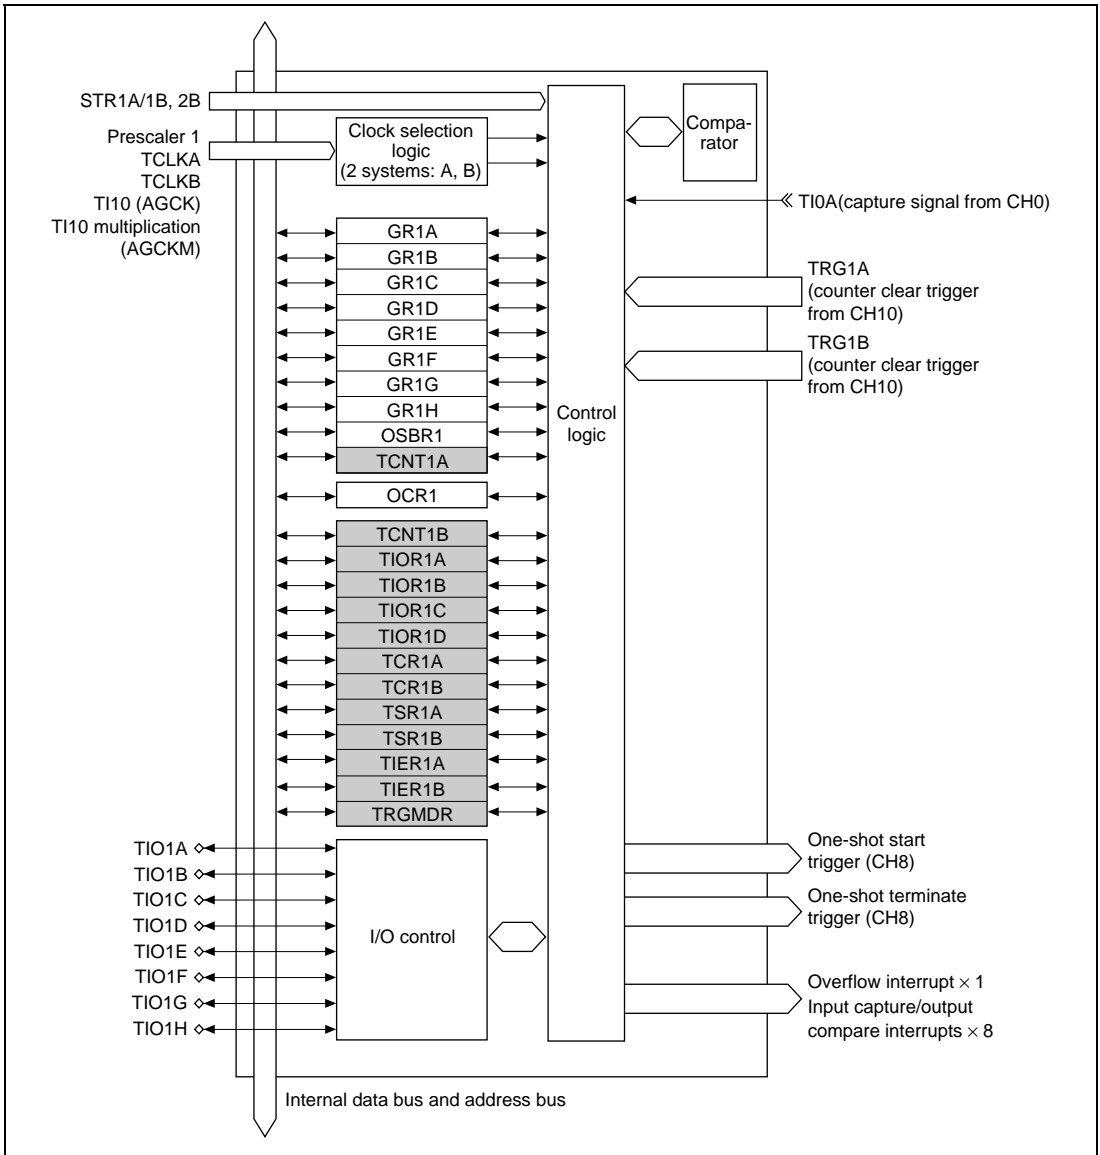 STR1A/1B, 2B
Prescaler 1
TCLKA
TCLKB
TI10 (AGCK)
TI10 multiplication
(AGCKM)
Clock selection
logic
(2 systems: A, B)
Compa-
rator
TI0A(capture signal from CH0)
TRG1A
(counter clear trigger
from CH10)
TRG1B
(counter clear trigger
from CH10)
GR1A
GR1B
GR1C
GR1D
GR1E
GR1F
GR1G
GR1H
OSBR1
TCNT1A
OCR1
Control
logic
TCNT1B
TIOR1A
TIOR1B
TIOR1C
TIOR1D
TCR1A
TCR1B
TSR1A
TSR1B
TIER1A
TIER1B
TRGMDR
TIO1A
TIO1B
TIO1C
TIO1D
TIO1E
TIO1F
TIO1G
TIO1H
I/O control
One-shot start
trigger (CH8)
One-shot terminate
trigger (CH8)
Overflow interrupt × 1
Input capture/output
compare interrupts × 8
Internal data bus and address bus